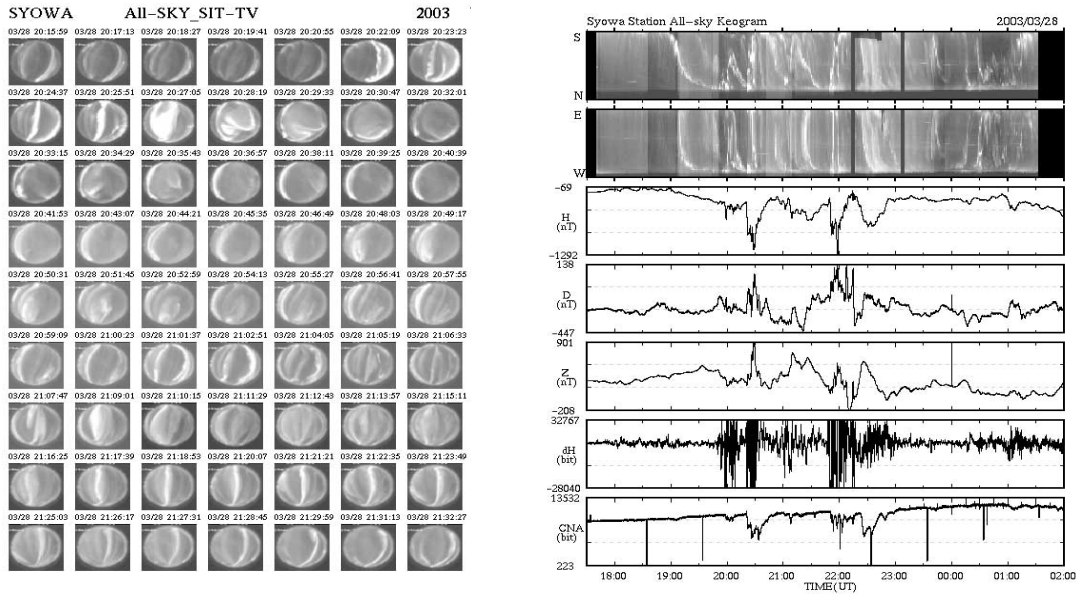 SYOWA All-SKY_SIT-TV 2003
03/28 20:15:59 03/28 20:17:13 03/28 20:18:27 03/28 20:19:41 03/28 20:20:55 03/28 22:22:09 03/28 20:23:23
03/28 20:24:37 03/28 20:25:51 03/28 20:27:05 03/28 20:28:19 03/28 20:29:33 03/28 20:30:47 03/28 20:32:01
03/28 20:33:15 03/28 20:34:29 03/28 20:35:43 03/28 20:36:57 03/28 20:38:11 03/28 20:39:25 03/28 20:40:39
03/28 20:41:53 03/28 20:43:07 03/28 20:44:21 03/28 20:45:35 03/28 20:46:49 03/28 20:48:03 03/28 20:49:17
03/28 20:50:31 03/28 20:51:45 03/28 20:52:59 03/28 20:54:13 03/28 20:55:27 03/28 20:56:41 03/28 20:57:55
03/28 20:59:09 03/28 21:00:23 03/28 21:01:37 03/28 21:02:51 03/28 21:04:05 03/28 21:05:19 03/28 21:06:33
03/28 21:07:47 03/28 21:09:01 03/28 21:10:15 03/28 21:11:29 03/28 21:12:43 03/28 21:13:57 03/28 21:15:11
03/28 21:16:25 03/28 21:17:39 03/28 21:18:53 03/28 21:20:07 03/28 21:21:21 03/28 21:22:35 03/28 21:23:49
03/28 21:25:03 03/28 21:26:17 03/28 21:27:31 03/28 21:28:45 03/28 21:29:59 03/28 21:31:13 03/28 21:32:27
Syowa Station All-sky Keogram 2003/03/28
S
N
E
W
-69
H
(nT)
-1292
138
D
(nT)
-447
901
Z
(nT)
-208
32767
dH
(bit)
-28040
13532
CNA
(bit)
223
18:00 19:00 20:00 21:00 22:00 23:00 00:00 01:00 02:00
TIME(UT)